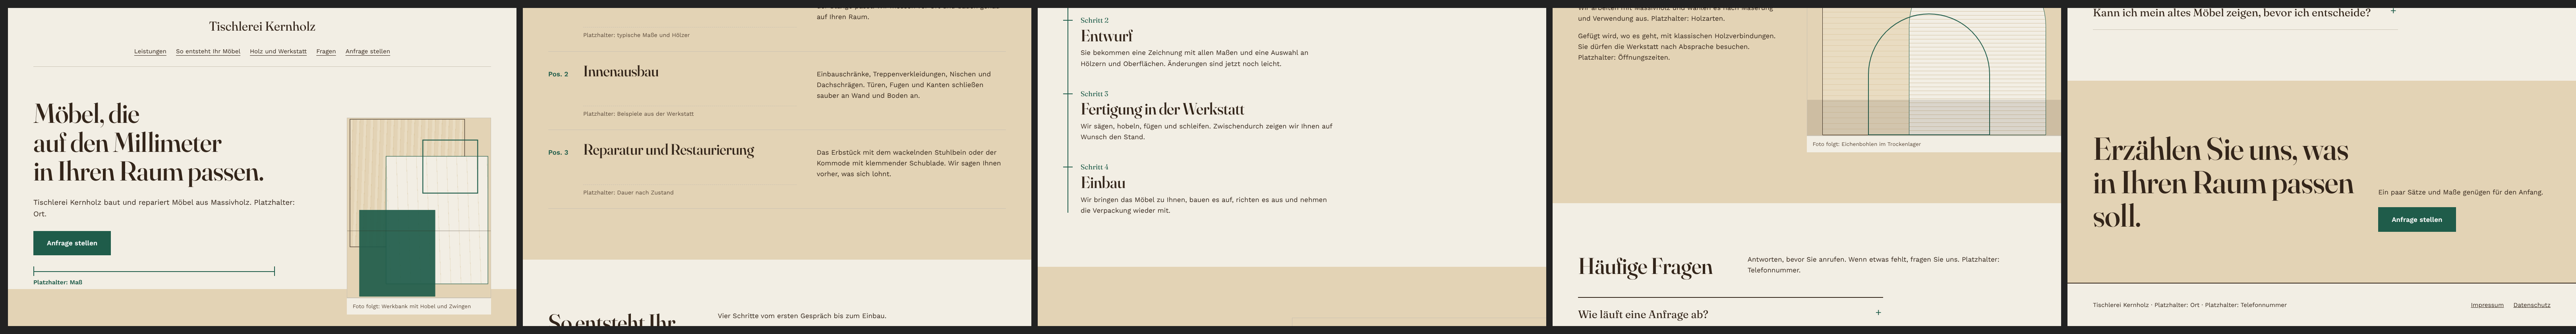 Tischlerei Kernholz
Leistungen So entsteht Ihr Möbel Holz und Werkstatt Fragen Anfrage stellen
Möbel, die
auf den Millimeter
in Ihren Raum passen.
Tischlerei Kernholz baut und repariert Möbel aus Massivholz. Platzhalter:
Ort.
Anfrage stellen
Platzhalter: Maß
Foto folgt: Werkbank mit Hobel und Zwingen
auf Ihren Raum.
Platzhalter: typische Maße und Hölzer
Pos. 2
Innenausbau
Einbauschränke, Treppenverkleidungen, Nischen und
Dachschrägen. Türen, Fugen und Kanten schließen
sauber an Wand und Boden an.
Platzhalter: Beispiele aus der Werkstatt
Pos. 3
Reparatur und Restaurierung
Das Erbstück mit dem wackelnden Stuhlbein oder der
Kommode mit klemmender Schublade. Wir sagen Ihnen
vorher, was sich lohnt.
Platzhalter: Dauer nach Zustand
So entsteht Ihr
Vier Schritte vom ersten Gespräch bis zum Einbau.
Schritt 2
Entwurf
Sie bekommen eine Zeichnung mit allen Maßen und eine Auswahl an
Hölzern und Oberflächen. Änderungen sind jetzt noch leicht.
Schritt 3
Fertigung in der Werkstatt
Wir sägen, hobeln, fügen und schleifen. Zwischendurch zeigen wir Ihnen auf
Wunsch den Stand.
Schritt 4
Einbau
Wir bringen das Möbel zu Ihnen, bauen es auf, richten es aus und nehmen
die Verpackung wieder mit.
Wir arbeiten mit Massivholz und wählen es nach Maserung
und Verwendung aus. Platzhalter: Holzarten.
Gefügt wird, wo es geht, mit klassischen Holzverbindungen.
Sie dürfen die Werkstatt nach Absprache besuchen.
Platzhalter: Öffnungszeiten.
Foto folgt: Eichenbohlen im Trockenlager
Häufige Fragen
Antworten, bevor Sie anrufen. Wenn etwas fehlt, fragen Sie uns. Platzhalter:
Telefonnummer.
Wie läuft eine Anfrage ab? +
Kann ich mein altes Möbel zeigen, bevor ich entscheide? +
Erzählen Sie uns, was
in Ihren Raum passen
soll.
Ein paar Sätze und Maße genügen für den Anfang.
Anfrage stellen
Tischlerei Kernholz · Platzhalter: Ort · Platzhalter: Telefonnummer
Impressum Datenschutz